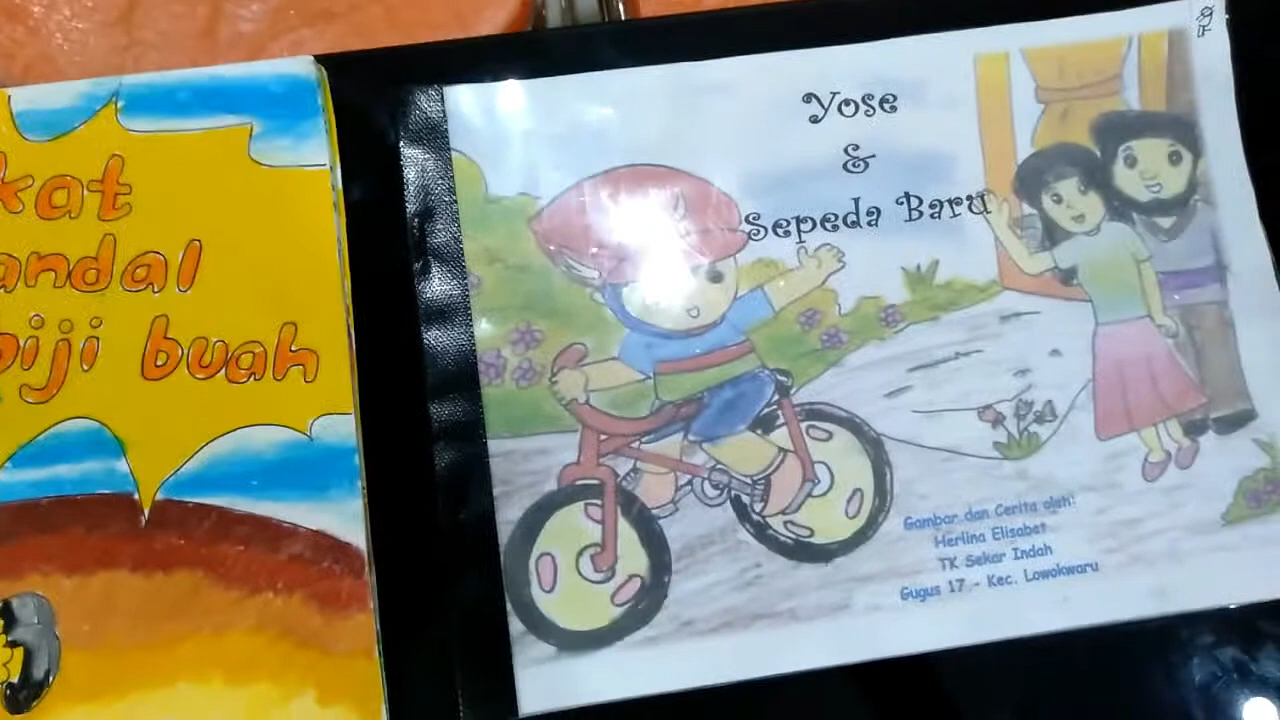 kat
andal
biji buah
Yose
&
Sepeda Baru
Gambar dan Cerita oleh:
Herlina Elisabet
TK Sekar Indah
Gugus 17 - Kec. Lowokwaru